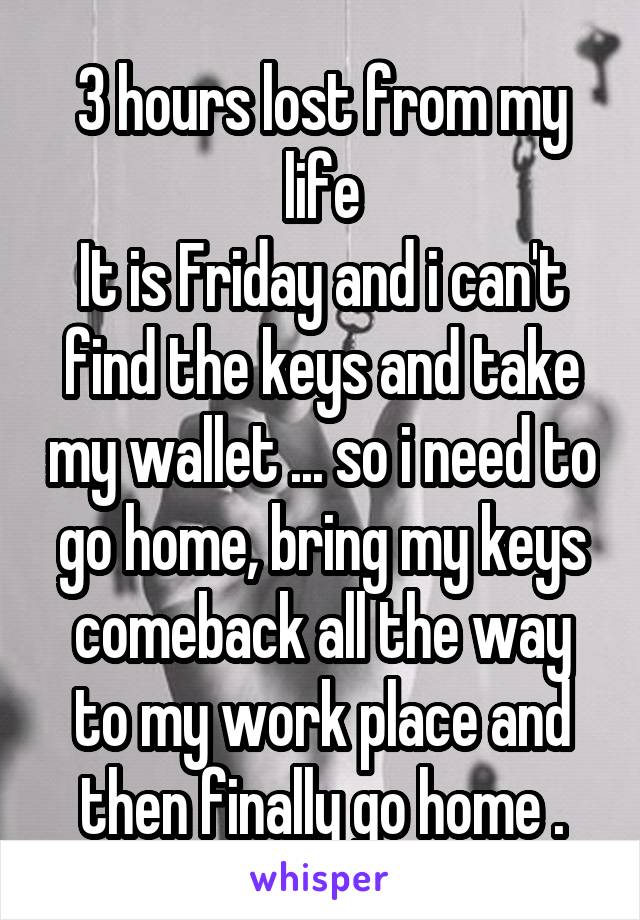 3 hours lost from my
life
It is Friday and i can't
find the keys and take
my wallet ... so i need to
go home, bring my keys
comeback all the way
to my work place and
then finally go home .
whisper